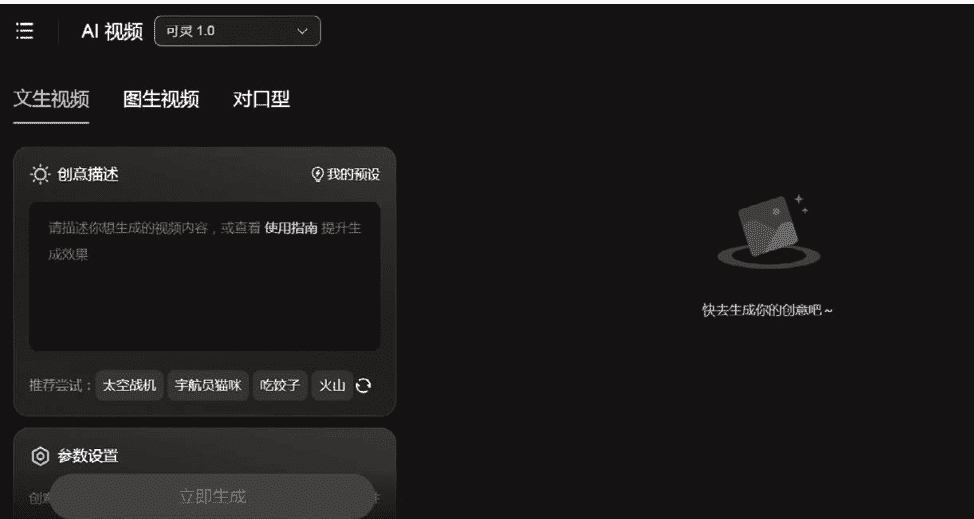 AI 视频 可灵 1.0
文生视频 图生视频 对口型
创意描述 我的预设
请描述你想生成的视频内容，或查看 使用指南 提升生
成效果
快去生成你的创意吧~
推荐尝试： 太空战机 宇航员猫咪 吃饺子 火山
参数设置
立即生成